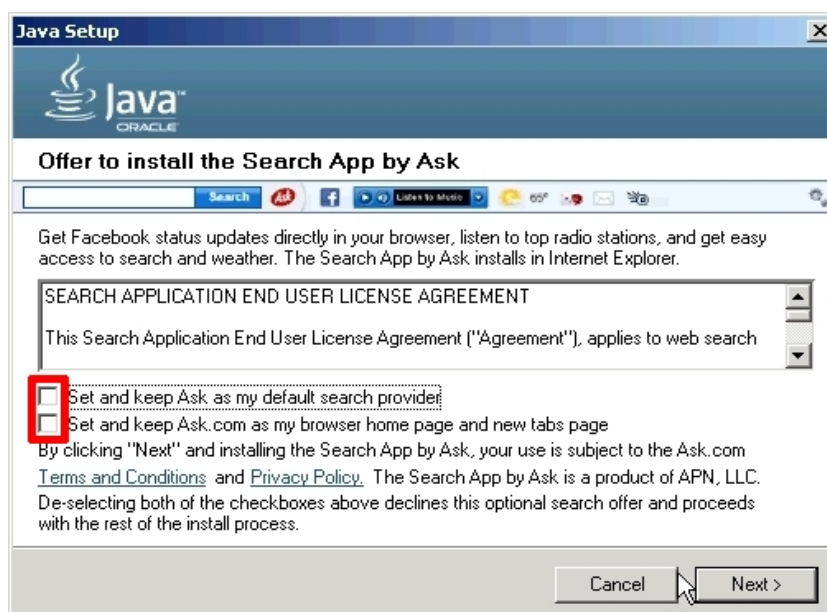 Java Setup
Java™
ORACLE
Offer to install the Search App by Ask
Search Ask f Listen to Music 65°
Get Facebook status updates directly in your browser, listen to top radio stations, and get easy
access to search and weather. The Search App by Ask installs in Internet Explorer.
SEARCH APPLICATION END USER LICENSE AGREEMENT
This Search Application End User License Agreement ("Agreement"), applies to web search
Set and keep Ask as my default search provider
Set and keep Ask.com as my browser home page and new tabs page
By clicking "Next" and installing the Search App by Ask, your use is subject to the Ask.com
Terms and Conditions and Privacy Policy. The Search App by Ask is a product of APN, LLC.
De-selecting both of the checkboxes above declines this optional search offer and proceeds
with the rest of the install process.
Cancel Next >